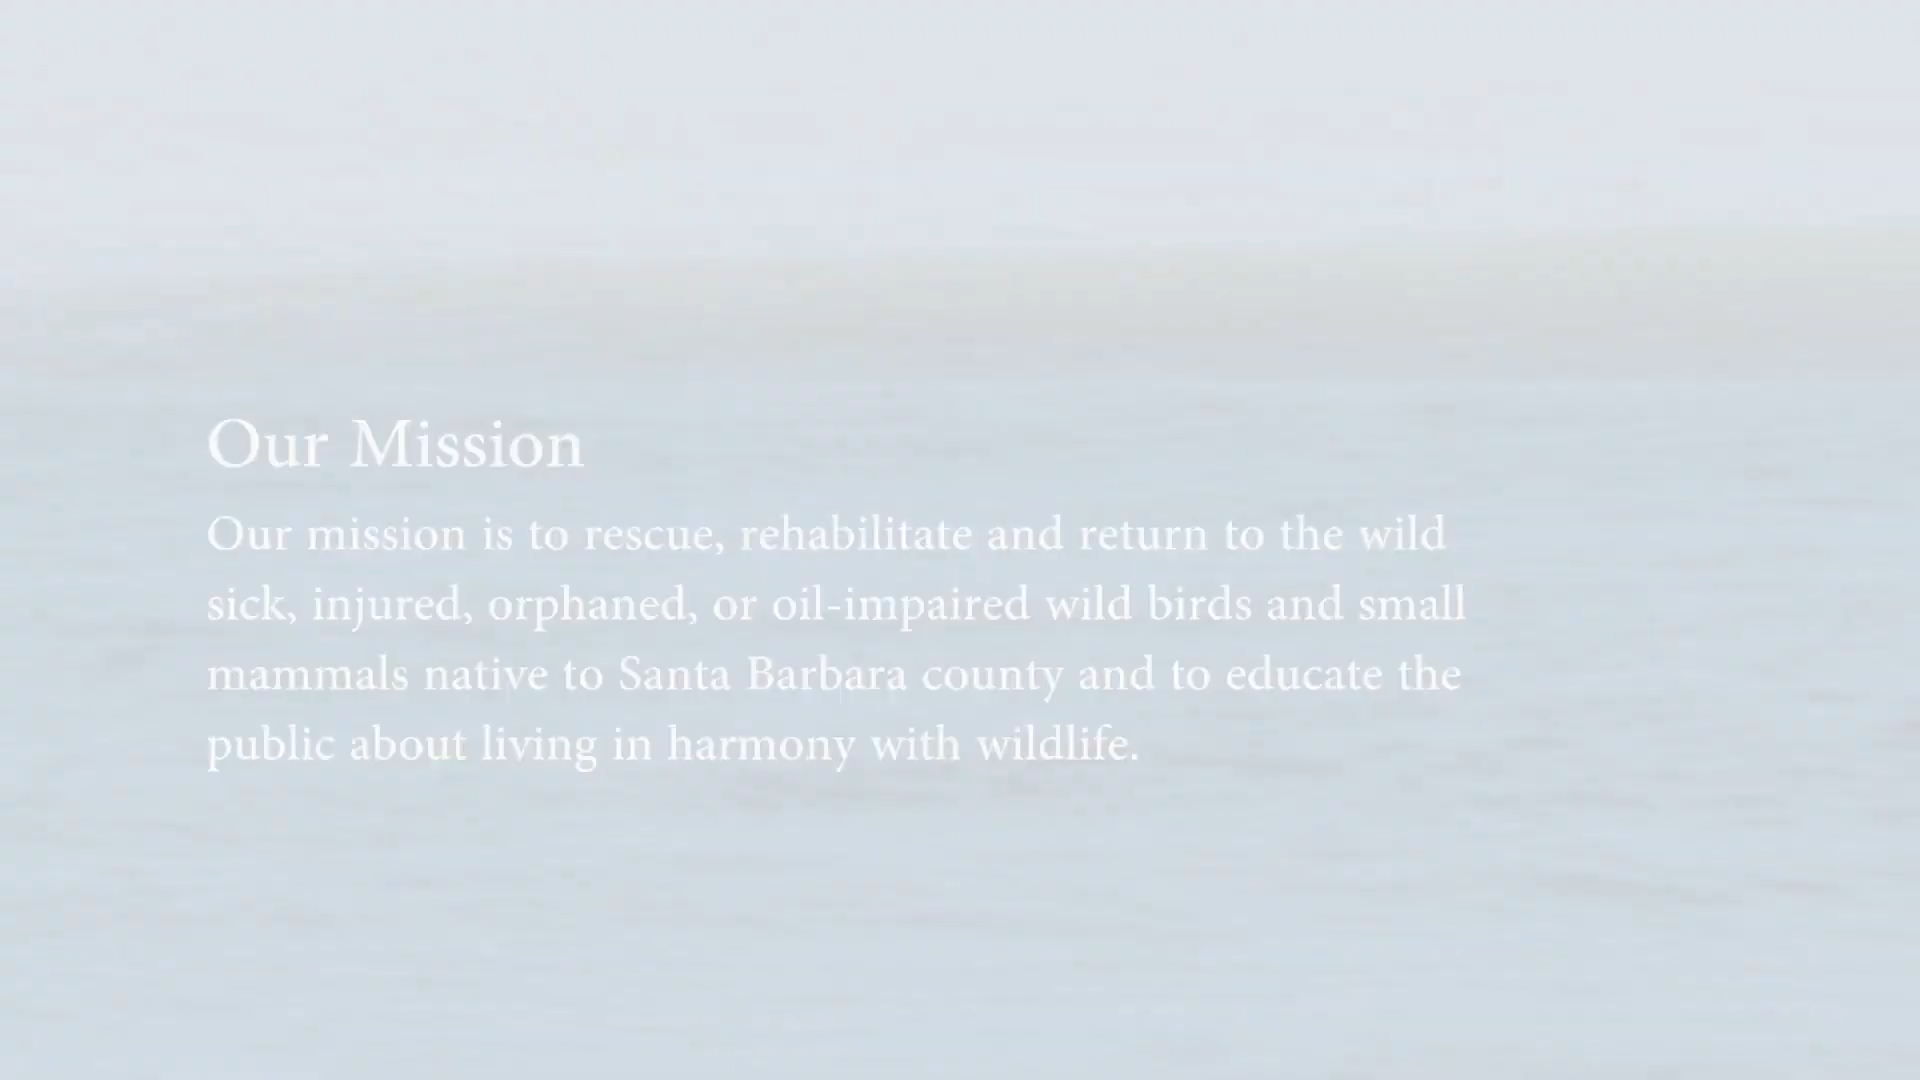 Our Mission
Our mission is to rescue, rehabilitate and return to the wild
sick, injured, orphaned, or oil-impaired wild birds and small
mammals native to Santa Barbara county and to educate the
public about living in harmony with wildlife.